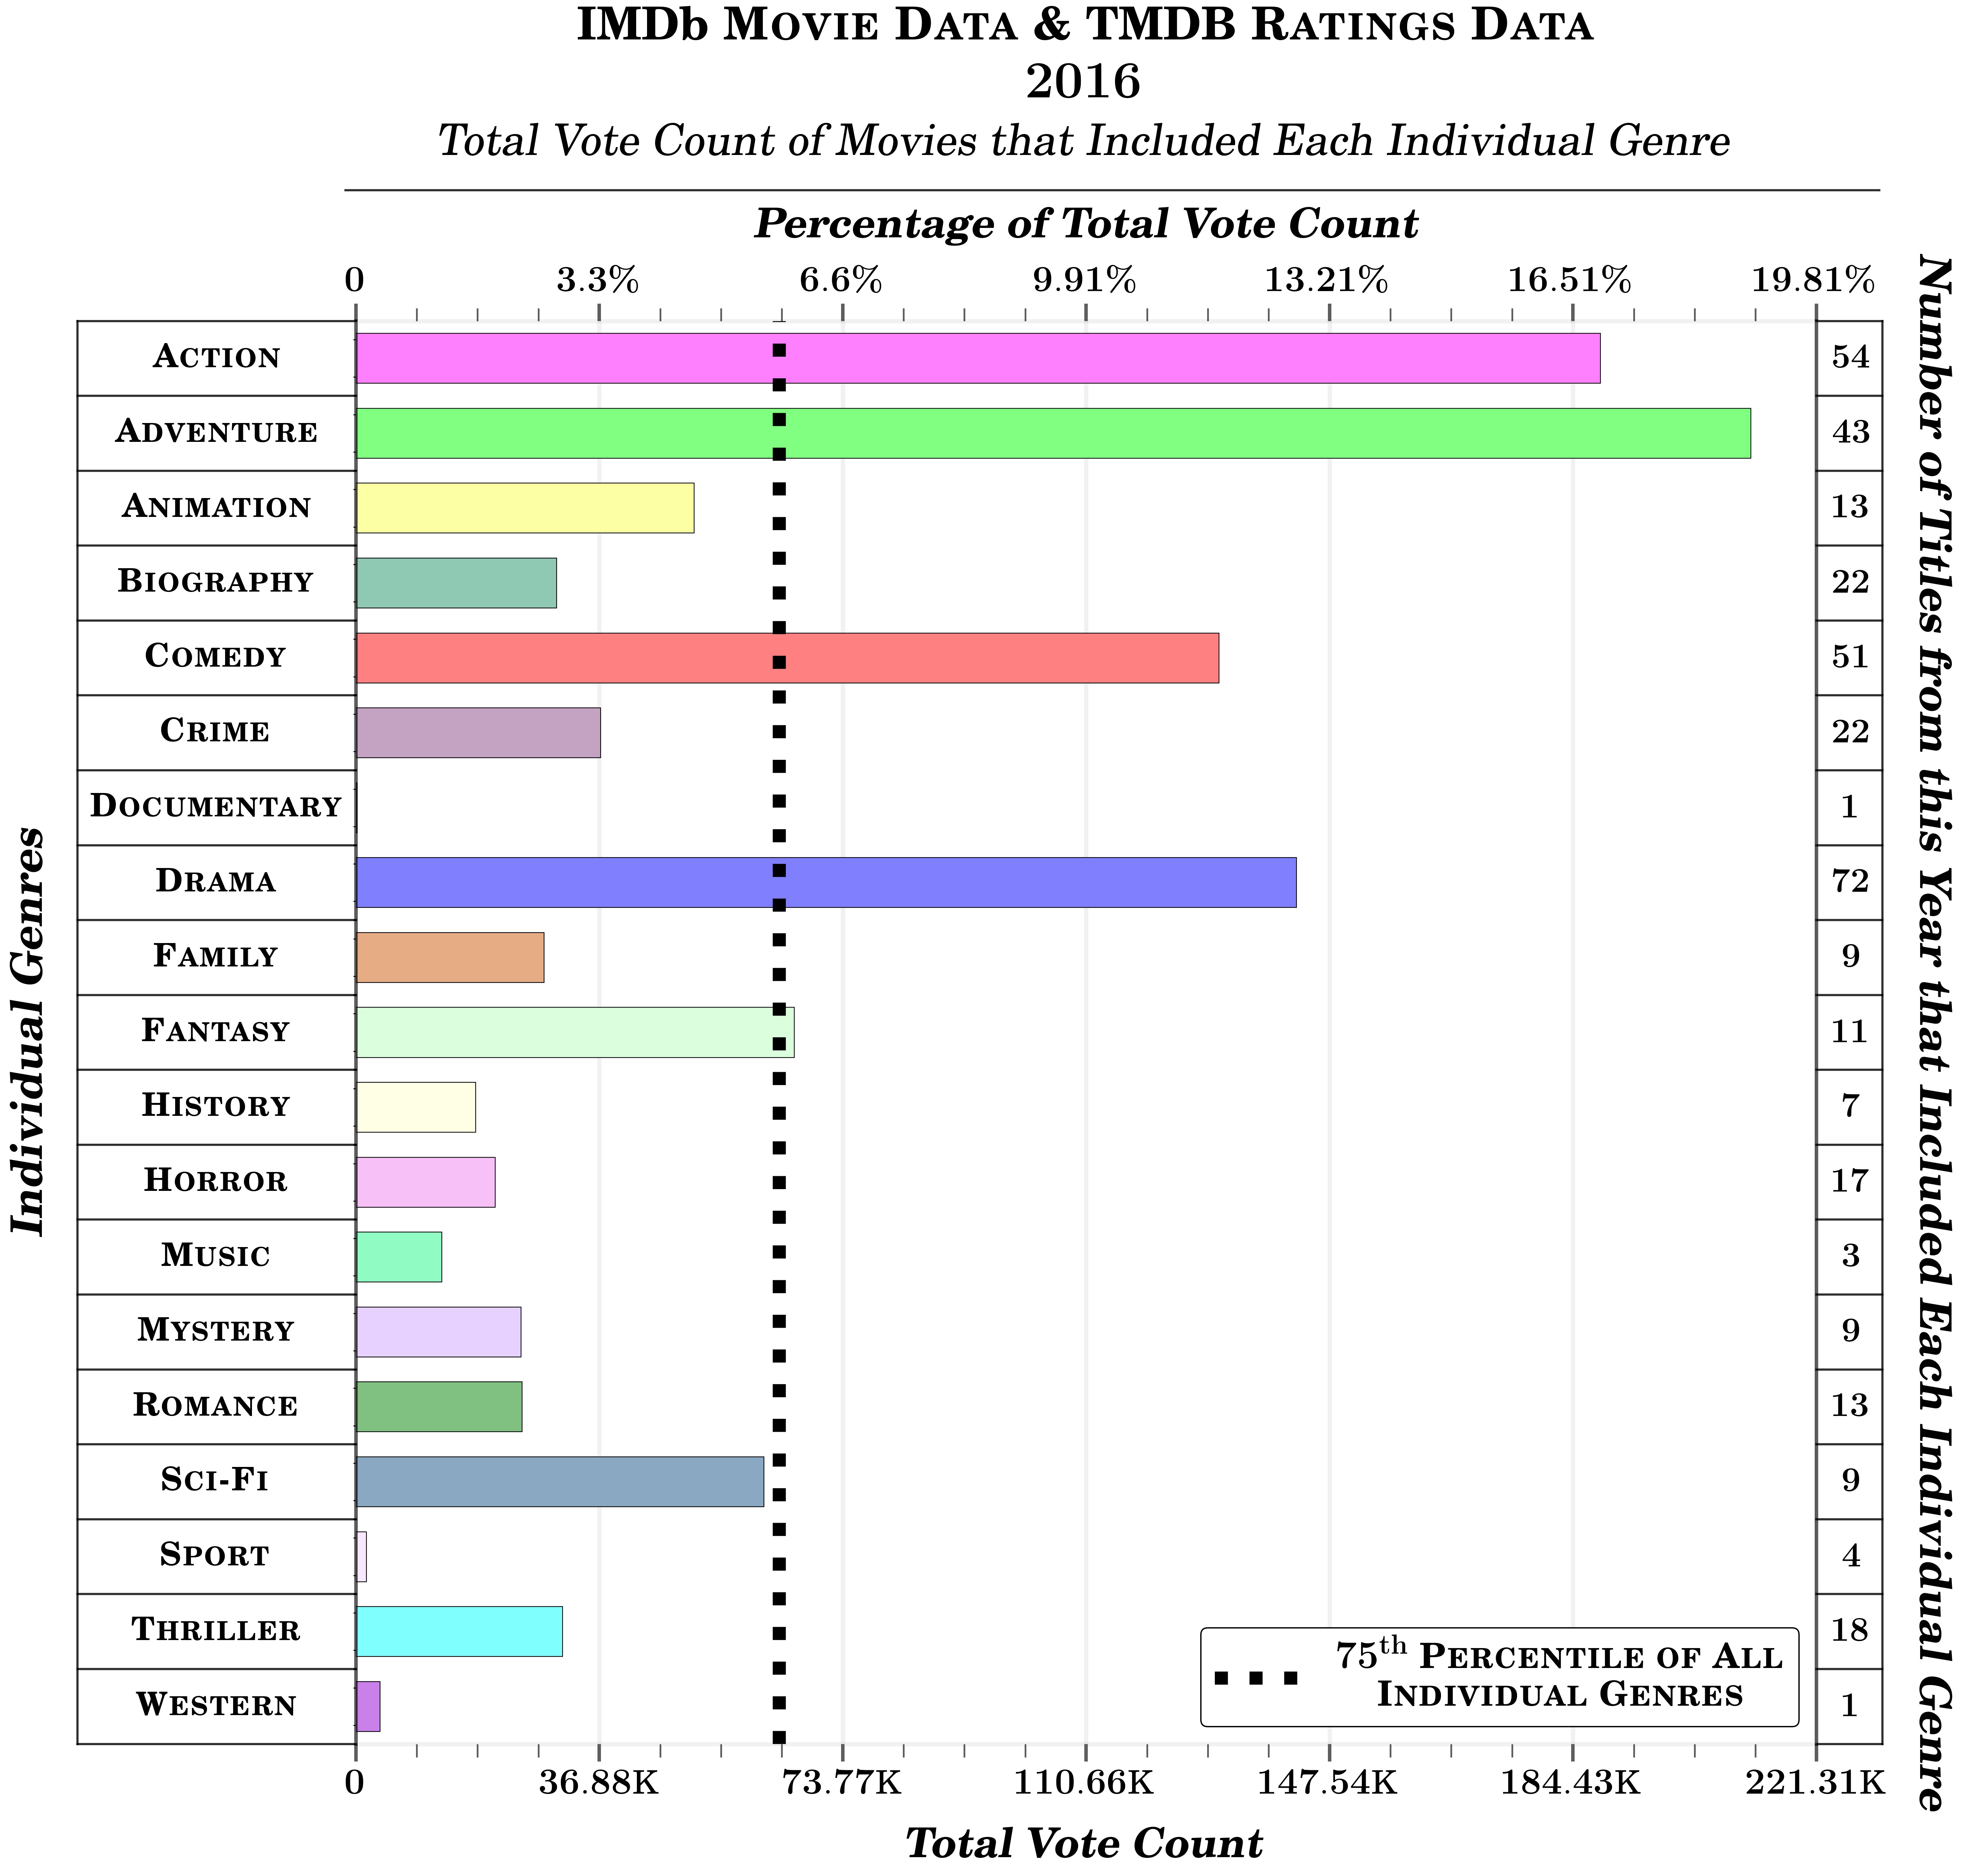 IMDb Movie Data & TMDB Ratings Data
2016
Total Vote Count of Movies that Included Each Individual Genre
Percentage of Total Vote Count
0 3.3% 6.6% 9.91% 13.21% 16.51% 19.81%
Individual Genres
Action 54
Adventure 43
Animation 13
Biography 22
Comedy 51
Crime 22
Documentary 1
Drama 72
Family 9
Fantasy 11
History 7
Horror 17
Music 3
Mystery 9
Romance 13
Sci-Fi 9
Sport 4
Thriller 18
Western 1
Number of Titles from this Year that Included Each Individual Genre
75th Percentile of All
Individual Genres
0 36.88K 73.77K 110.66K 147.54K 184.43K 221.31K
Total Vote Count